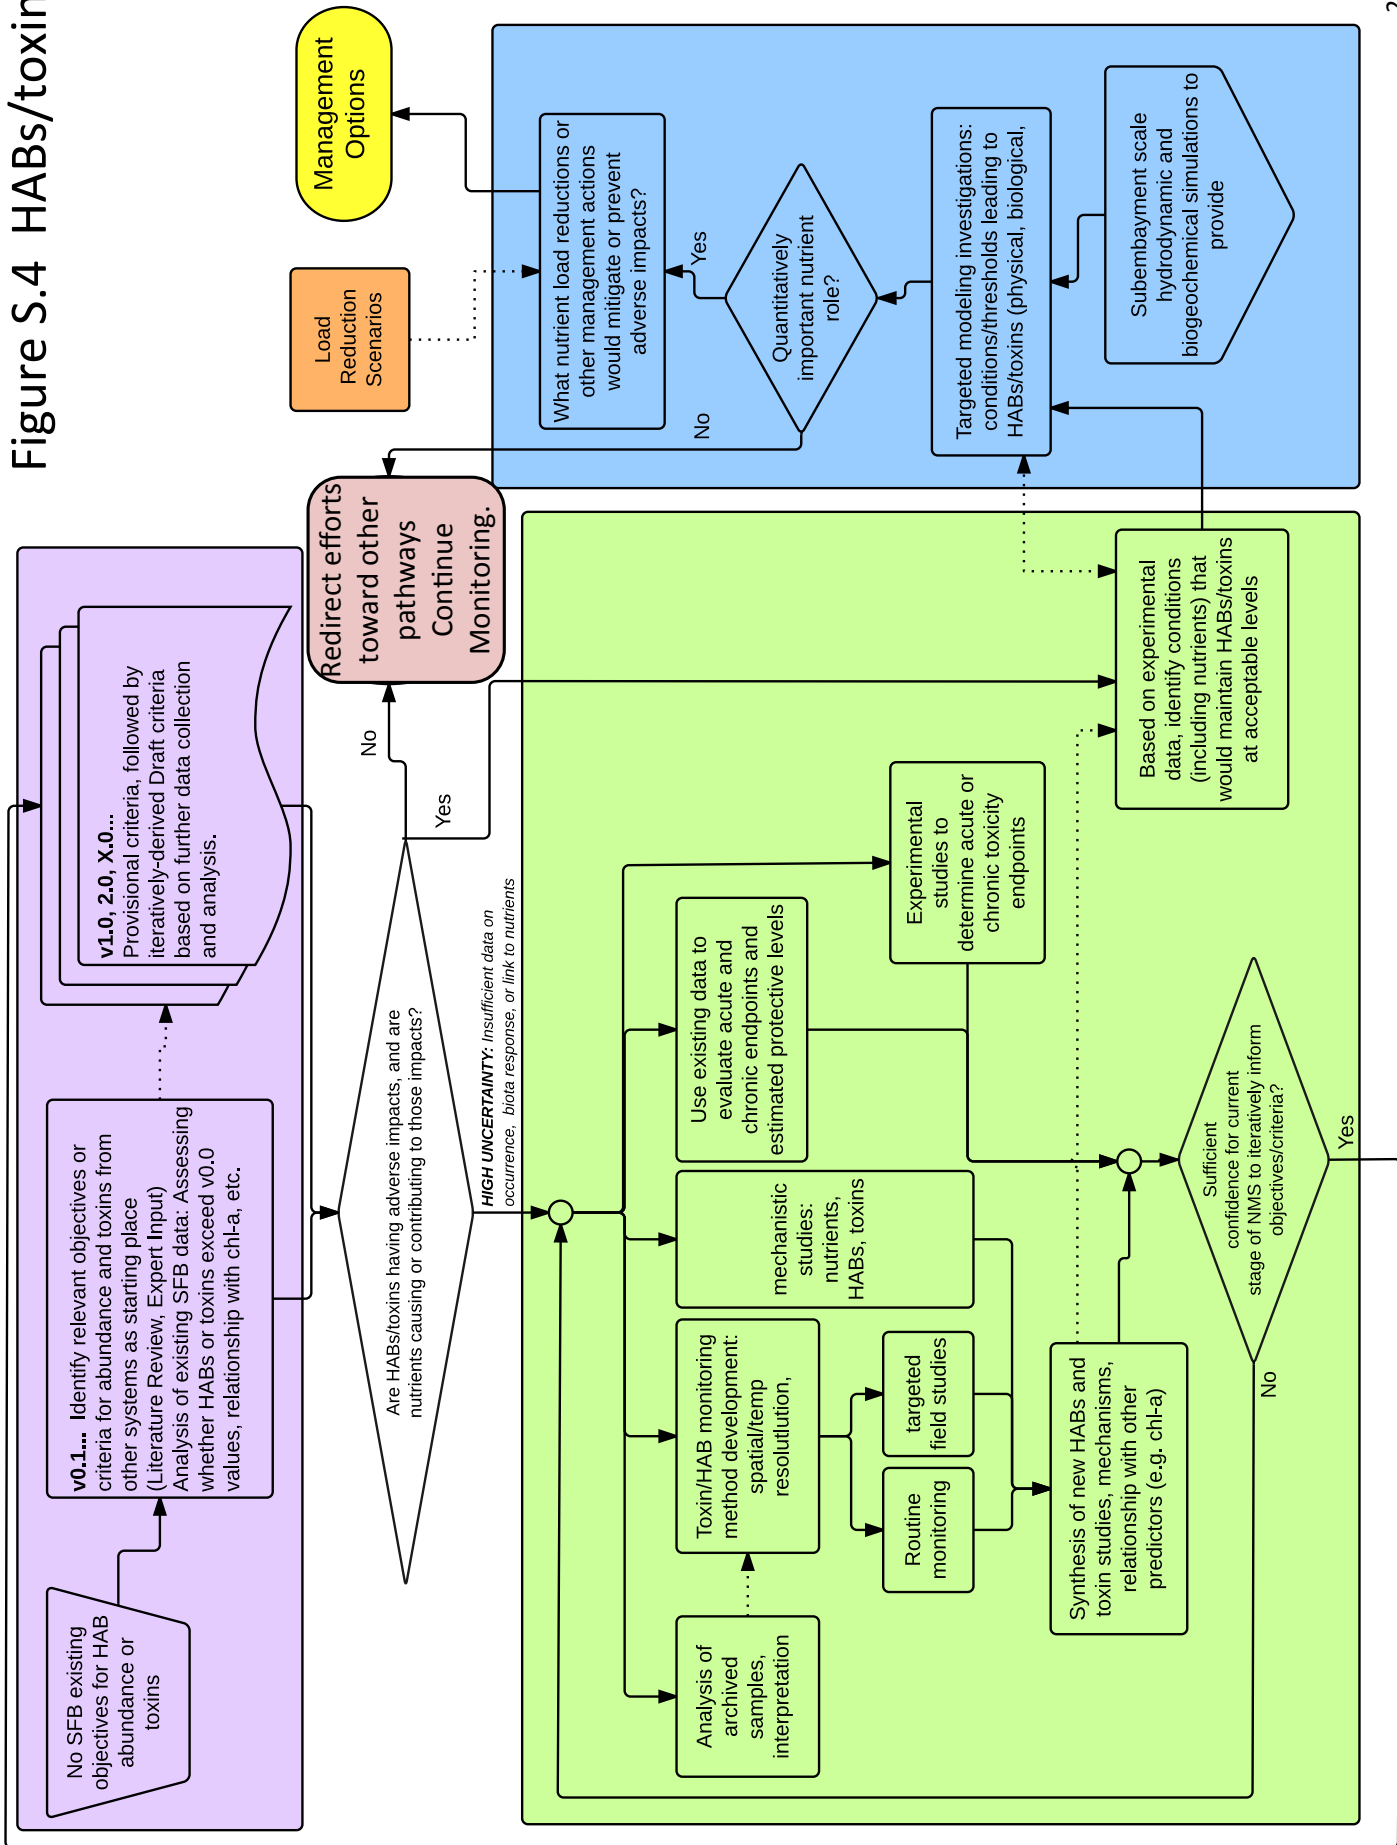 Figure S.4 HABs/toxin
No SFB existing
objectives for HAB
abundance or
toxins
v0.1... Identify relevant objectives or
criteria for abundance and toxins from
other systems as starting place
(Literature Review, Expert Input)
Analysis of existing SFB data: Assessing
whether HABs or toxins exceed v0.0
values, relationship with chl-a, etc.
v1.0, 2.0, X.0...
Provisional criteria, followed by
iteratively-derived Draft criteria
based on further data collection
and analysis.
Are HABs/toxins having adverse impacts, and are
nutrients causing or contributing to those impacts?
No
Yes
Redirect efforts
toward other
pathways
Continue
Monitoring.
Load
Reduction
Scenarios
Management
Options
HIGH UNCERTAINTY: Insufficient data on
occurrence, biota response, or link to nutrients
Analysis of
archived
samples,
interpretation
Toxin/HAB monitoring
method development:
spatial/temp
resolutlution,
mechanistic
studies:
nutrients,
HABs, toxins
Use existing data to
evaluate acute and
chronic endpoints and
estimated protective levels
Experimental
studies to
determine acute or
chronic toxicity
endpoints
Routine
monitoring
targeted
field studies
Synthesis of new HABs and
toxin studies, mechanisms,
relationship with other
predictors (e.g. chl-a)
Sufficient
confidence for current
stage of NMS to iteratively inform
objectives/criteria?
No
Yes
Based on experimental
data, identify conditions
(including nutrients) that
would maintain HABs/toxins
at acceptable levels
What nutrient load reductions or
other management actions
would mitigate or prevent
adverse impacts?
Yes
No
Quantitatively
important nutrient
role?
Targeted modeling investigations:
conditions/thresholds leading to
HABs/toxins (physical, biological,
Subembayment scale
hydrodynamic and
biogeochemical simulations to
provide